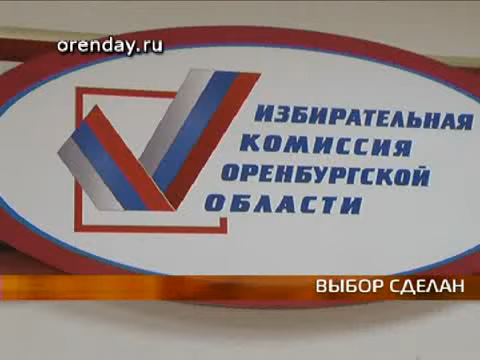 orenday.ru
ИЗБИРАТЕЛЬНАЯ
КОМИССИЯ
ОРЕНБУРГСКОЙ
ОБЛАСТИ
ВЫБОР СДЕЛАН